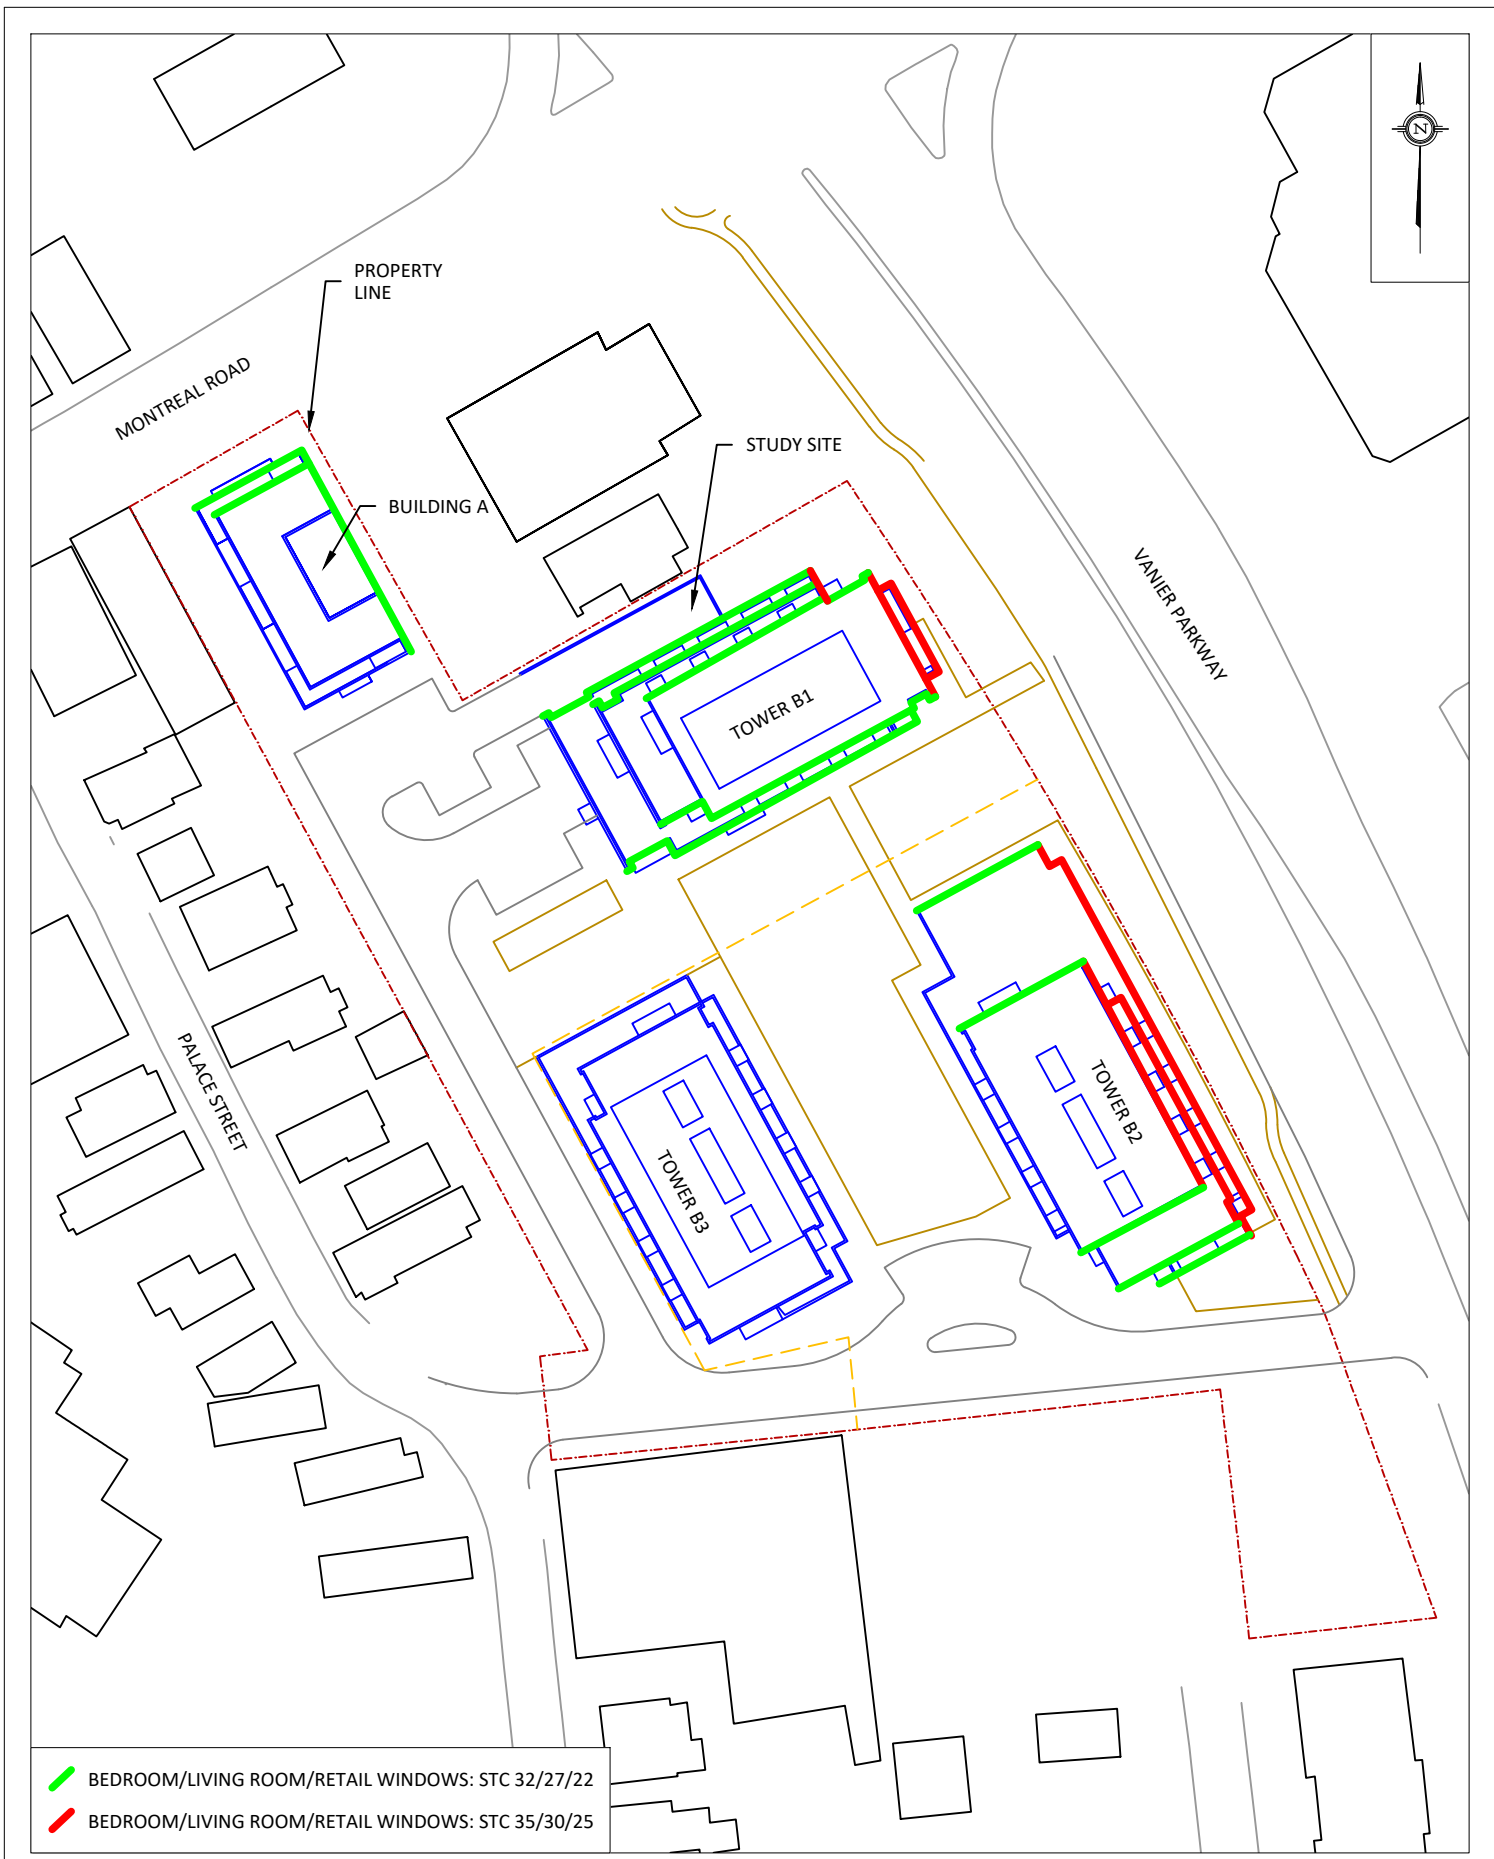 N
PROPERTY
LINE
MONTREAL ROAD
STUDY SITE
BUILDING A
VANIER PARKWAY
TOWER B1
PALACE STREET
TOWER B2
TOWER B3
BEDROOM/LIVING ROOM/RETAIL WINDOWS: STC 32/27/22
BEDROOM/LIVING ROOM/RETAIL WINDOWS: STC 35/30/25